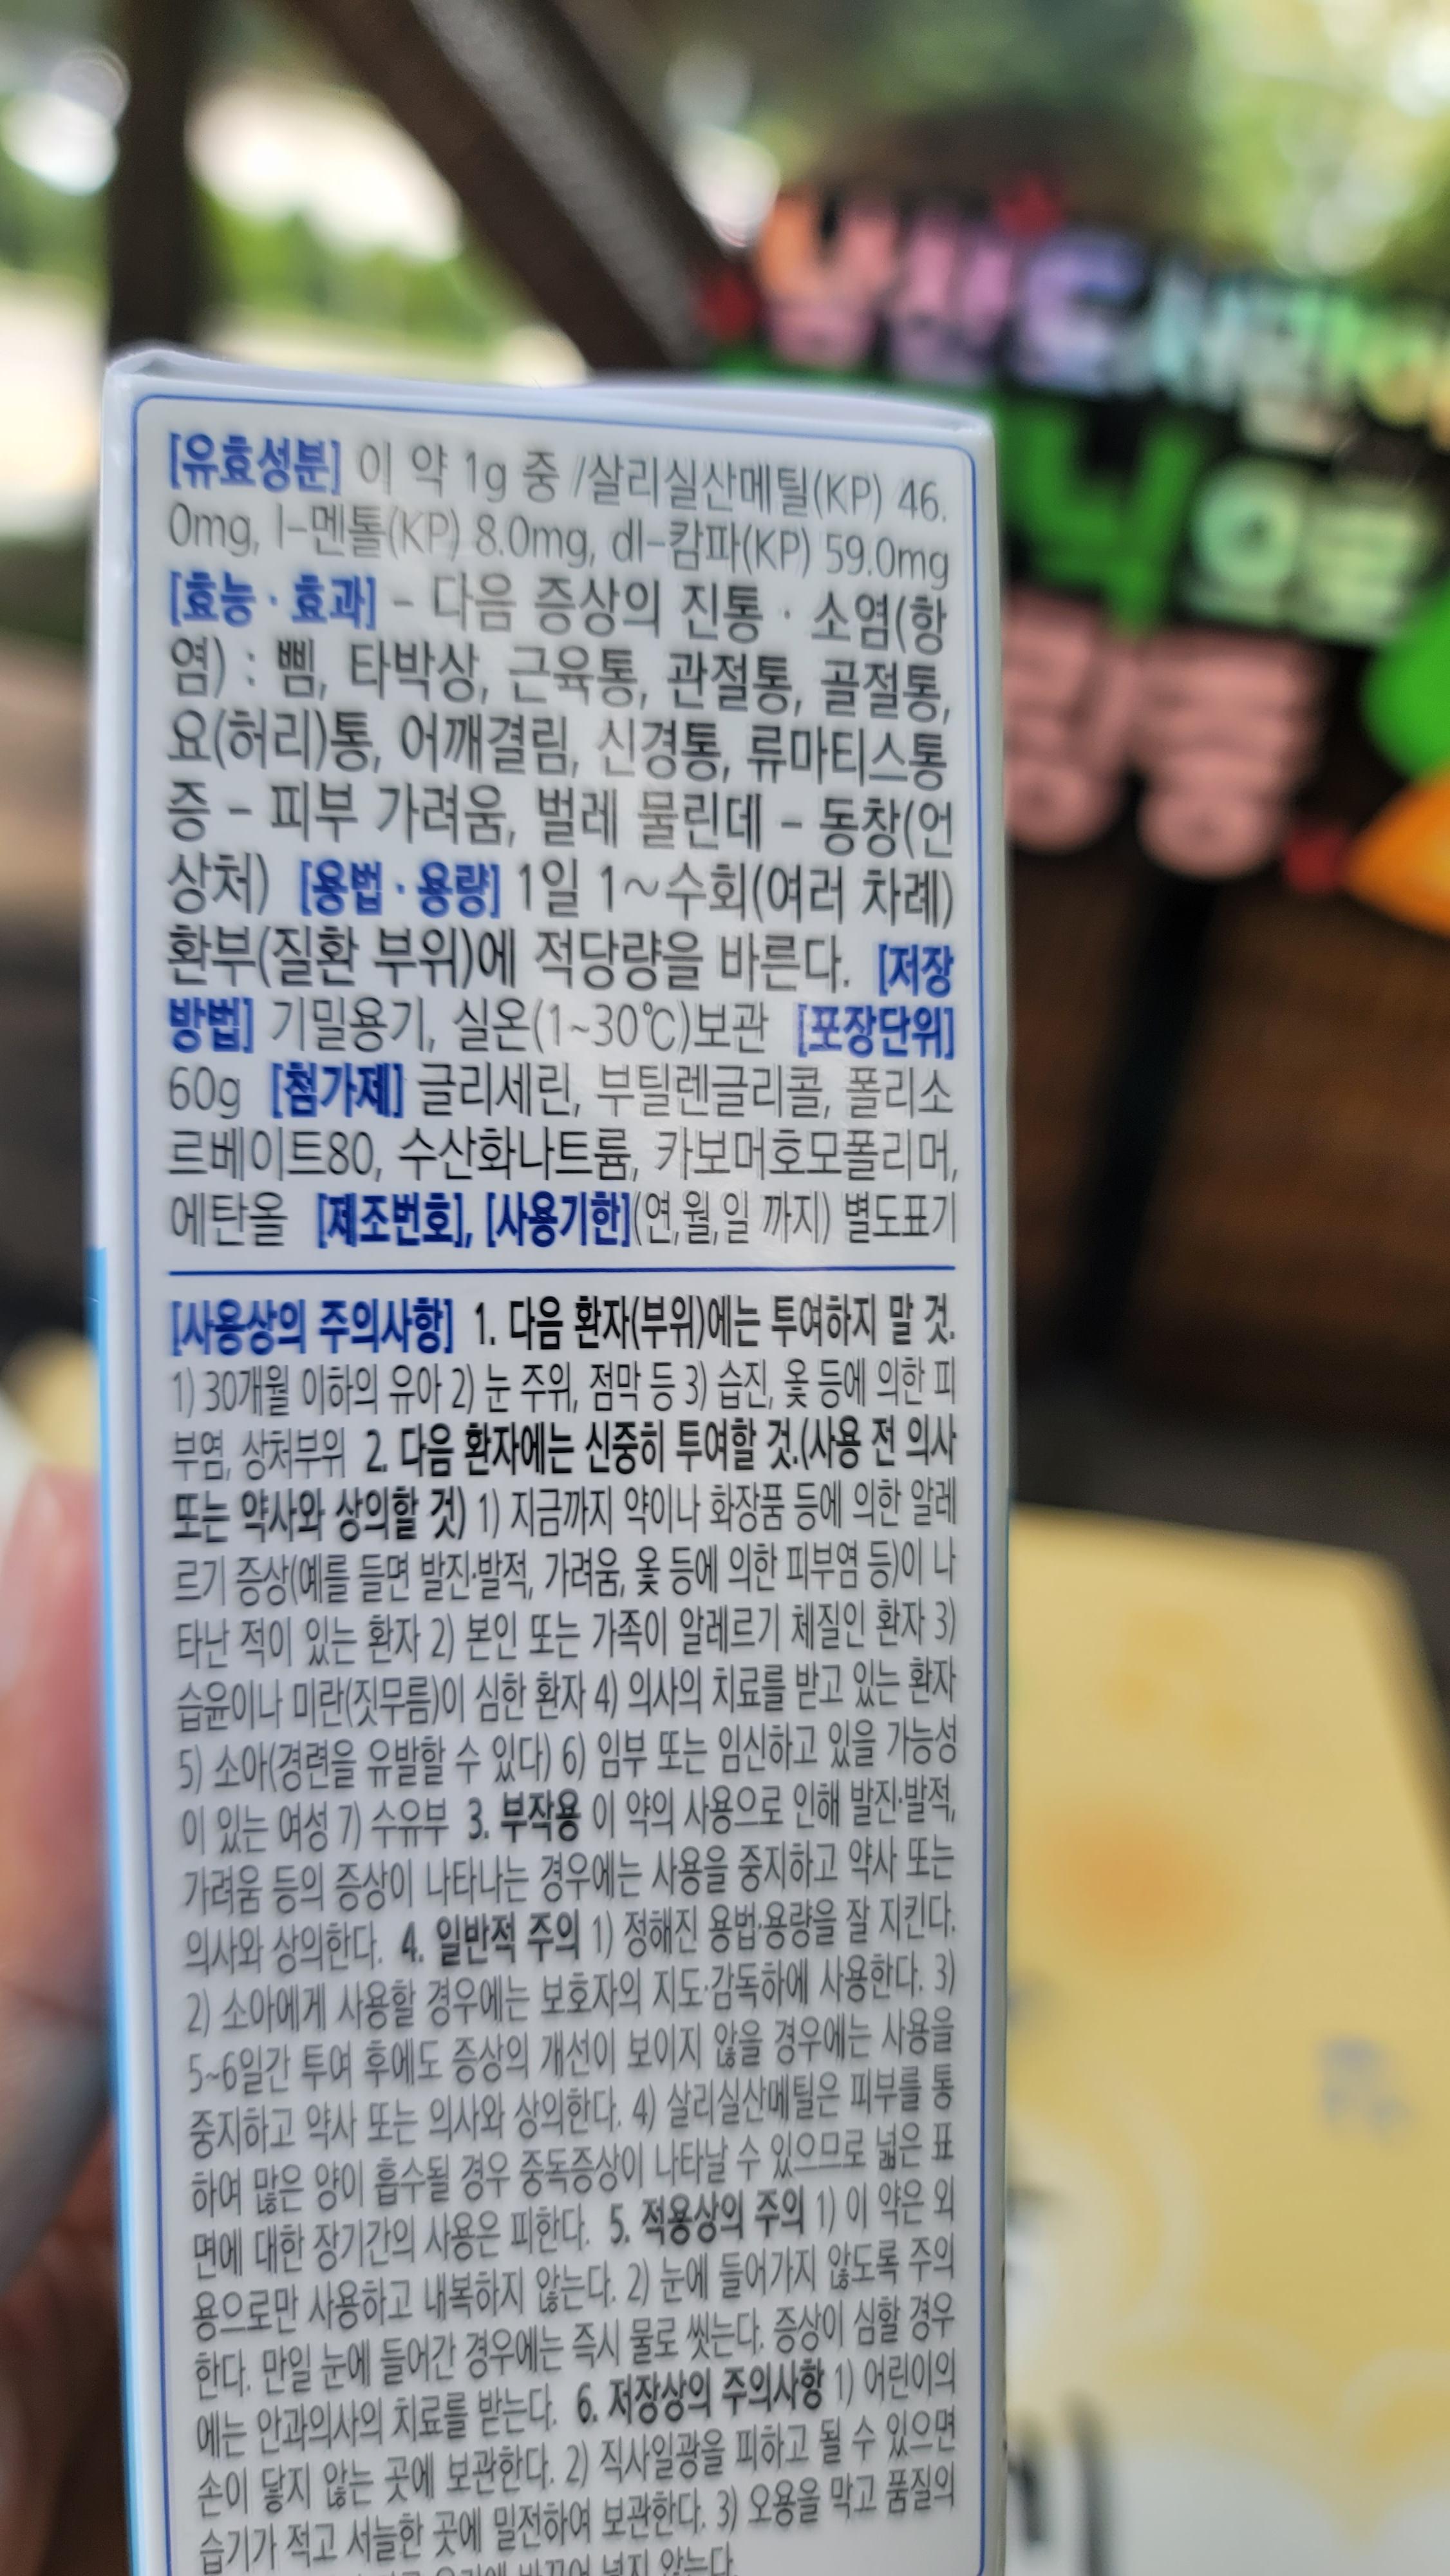 [유효성분] 이 약 1g 중 /살리실산메틸(KP) 46.
0mg, l-멘톨(KP) 8.0mg, dl-캄파(KP) 59.0mg
[효능·효과] - 다음 증상의 진통 · 소염(항
염) : 삠, 타박상, 근육통, 관절통, 골절통,
요(허리)통, 어깨결림, 신경통, 류마티스통
증 - 피부 가려움, 벌레 물린데 - 동창(언
상처) [용법·용량] 1일 1~수회(여러 차례)
환부(질환 부위)에 적당량을 바른다. [저장
방법] 기밀용기, 실온(1~30℃)보관 [포장단위]
60g [첨가제] 글리세린, 부틸렌글리콜, 폴리소
르베이트80, 수산화나트륨, 카보머호모폴리머,
에탄올 [제조번호], [사용기한](연,월,일 까지) 별도표기
[사용상의 주의사항] 1. 다음 환자(부위)에는 투여하지 말 것.
1) 30개월 이하의 유아 2) 눈 주위, 점막 등 3) 습진, 옻 등에 의한 피
부염, 상처부위 2. 다음 환자에는 신중히 투여할 것.(사용 전 의사
또는 약사와 상의할 것) 1) 지금까지 약이나 화장품 등에 의한 알레
르기 증상(예를 들면 발진·발적, 가려움, 옻 등에 의한 피부염 등)이 나
타난 적이 있는 환자 2) 본인 또는 가족이 알레르기 체질인 환자 3)
습윤이나 미란(짓무름)이 심한 환자 4) 의사의 치료를 받고 있는 환자
5) 소아(경련을 유발할 수 있다) 6) 임부 또는 임신하고 있을 가능성
이 있는 여성 7) 수유부 3. 부작용 이 약의 사용으로 인해 발진·발적,
가려움 등의 증상이 나타나는 경우에는 사용을 중지하고 약사 또는
의사와 상의한다. 4. 일반적 주의 1) 정해진 용법·용량을 잘 지킨다.
2) 소아에게 사용할 경우에는 보호자의 지도·감독하에 사용한다. 3)
5~6일간 투여 후에도 증상의 개선이 보이지 않을 경우에는 사용을
중지하고 약사 또는 의사와 상의한다. 4) 살리실산메틸은 피부를 통
하여 많은 양이 흡수될 경우 중독증상이 나타날 수 있으므로 넓은 표
면에 대한 장기간의 사용은 피한다. 5. 적용상의 주의 1) 이 약은 외
용으로만 사용하고 내복하지 않는다. 2) 눈에 들어가지 않도록 주의
한다. 만일 눈에 들어간 경우에는 즉시 물로 씻는다. 증상이 심할 경우
에는 안과의사의 치료를 받는다. 6. 저장상의 주의사항 1) 어린이의
손이 닿지 않는 곳에 보관한다. 2) 직사일광을 피하고 될 수 있으면
습기가 적고 서늘한 곳에 밀전하여 보관한다. 3) 오용을 막고 품질의
바꾸어 넣지 않는다.